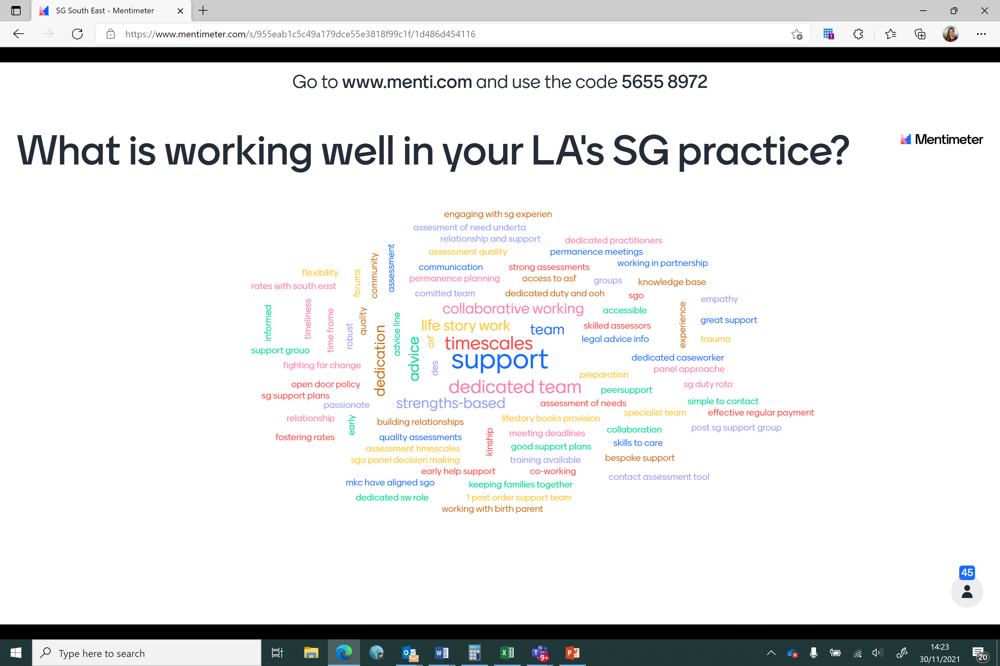 SG South East - Mentimeter
https://www.mentimeter.com/s/955eab1c5c49a179dce55e3818f99c1f/1d486d454116
Go to www.menti.com and use the code 5655 8972
What is working well in your LA's SG practice?
Mentimeter
engaging with sg experien
assesment of need underta
relationship and support
dedicated practitioners
assessment quality
permanence meetings
working in partnership
communication
strong assessments
flexibility
forums
community
assessment
permanence planning
access to asf
groups
knowledge base
rates with south east
comitted team
dedicated duty and ooh
sgo
empathy
collaborative working
accessible
experience
great support
informed
timeliness
time frame
robust
quality
dedication
advice line
advice
asf
des
life story work
team
skilled assessors
legal advice info
trauma
timescales
support
support grouo
fighting for change
dedicated caseworker
panel approache
preparation
open door policy
dedicated team
peersupport
sg duty rota
sg support plans
passionate
strengths-based
assessment of needs
simple to contact
specialist team
effective regular payment
relationship
early
building relationships
lifestory books provision
collaboration
post sg support group
fostering rates
quality assessments
kinship
meeting deadlines
skills to care
assessment timescales
good support plans
sgo panel decision making
training available
bespoke support
early help support
co-working
contact assessment tool
mkc have aligned sgo
keeping families together
dedicated sw role
1 post order support team
working with birth parent
45
Type here to search
9+
14:23
30/11/2021
20